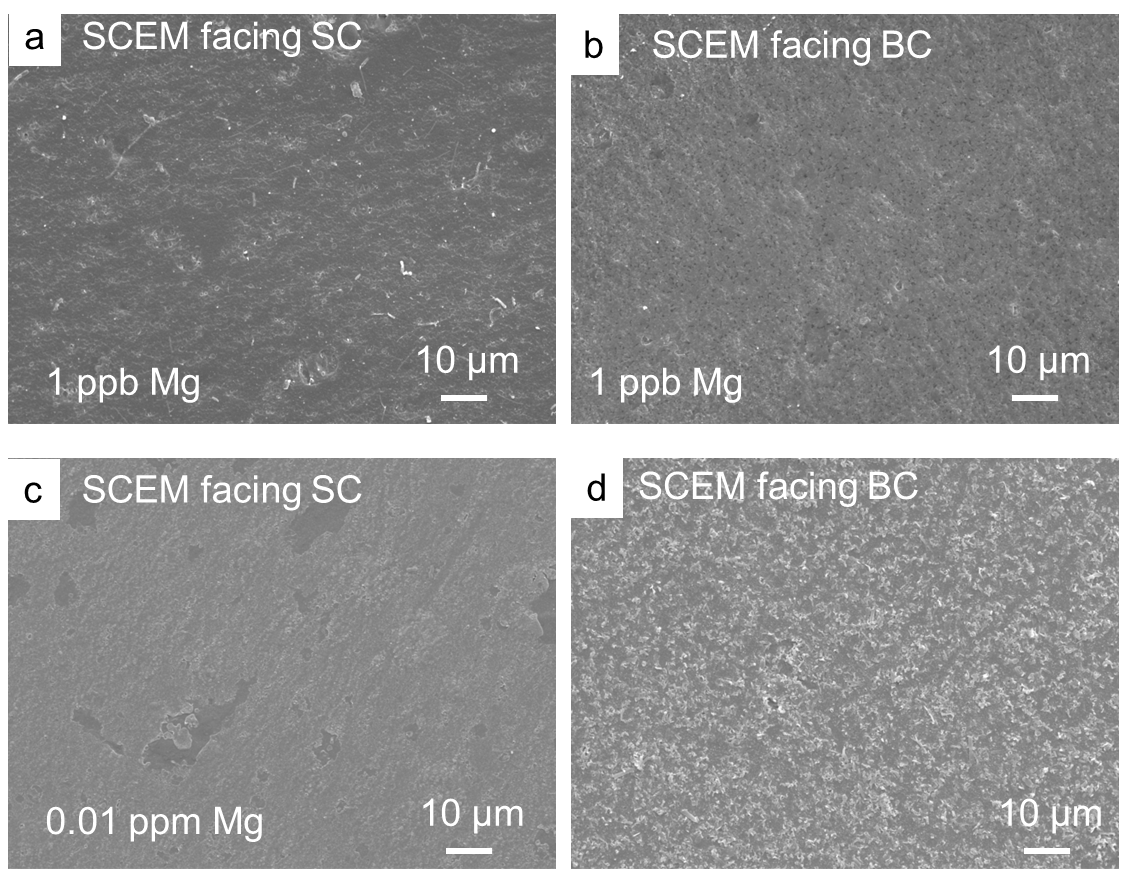 a
SCEM facing SC
10 µm
1 ppb Mg
b
SCEM facing BC
10 µm
1 ppb Mg
c
SCEM facing SC
10 µm
0.01 ppm Mg
d
SCEM facing BC
10 µm